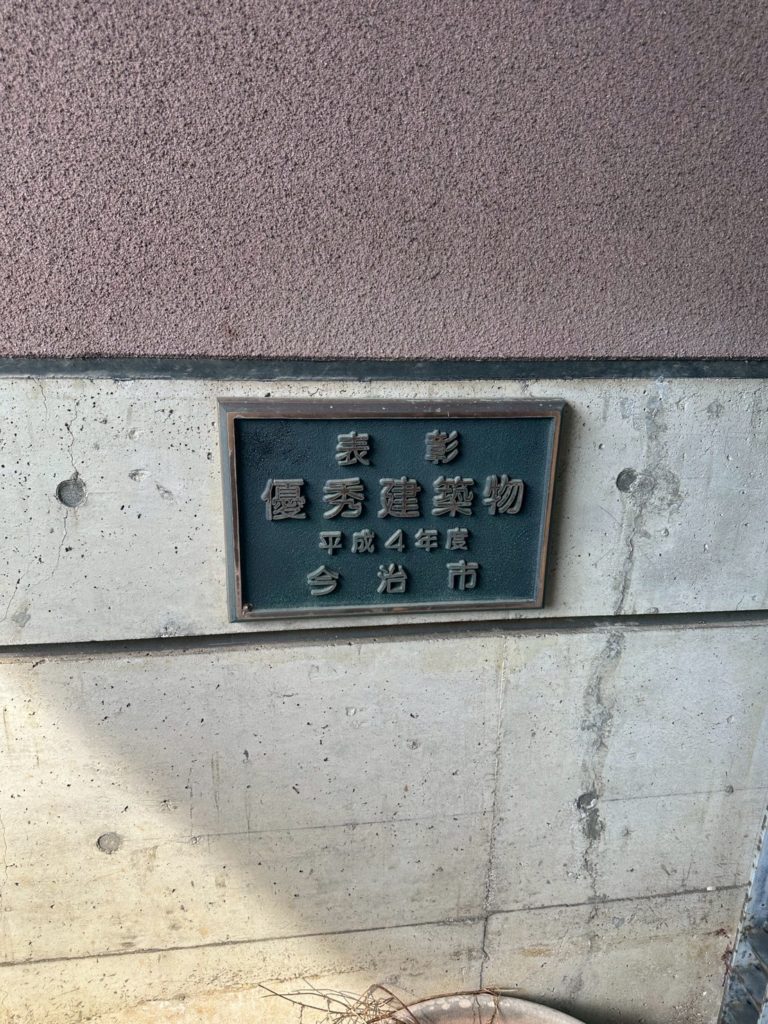 表彰
優秀建築物
平成4年度
今治市